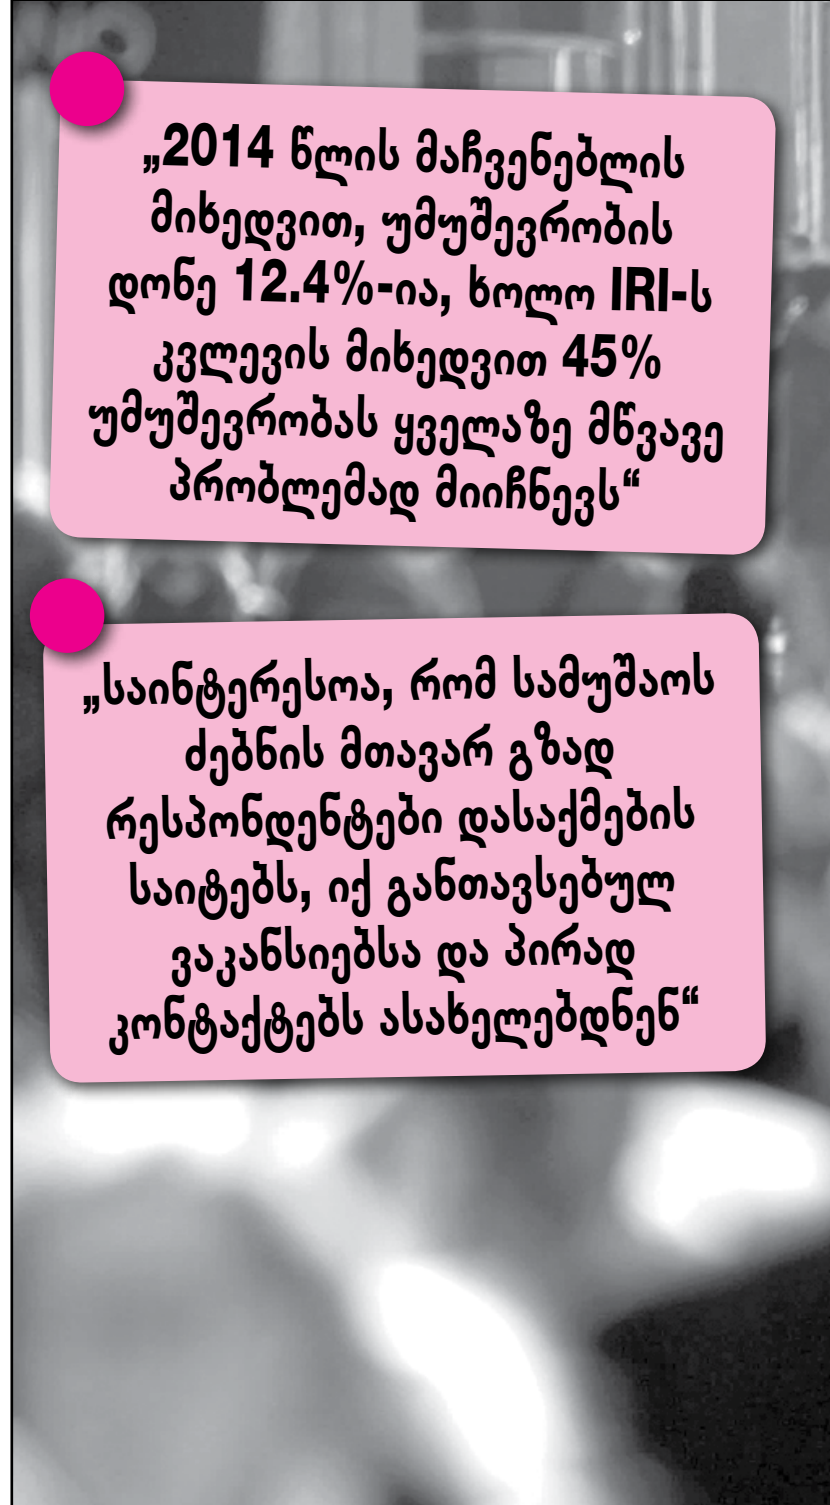 „2014 წლის მაჩვენებლის
მიხედვით, უმუშევრობის
დონე 12.4%-ია, ხოლო IRI-ს
კვლევის მიხედვით 45%
უმუშევრობას ყველაზე მწვავე
პრობლემად მიიჩნევს“
„საინტერესოა, რომ სამუშაოს
ძებნის მთავარ გზად
რესპონდენტები დასაქმების
საიტებს, იქ განთავსებულ
ვაკანსიებსა და პირად
კონტაქტებს ასახელებდნენ“